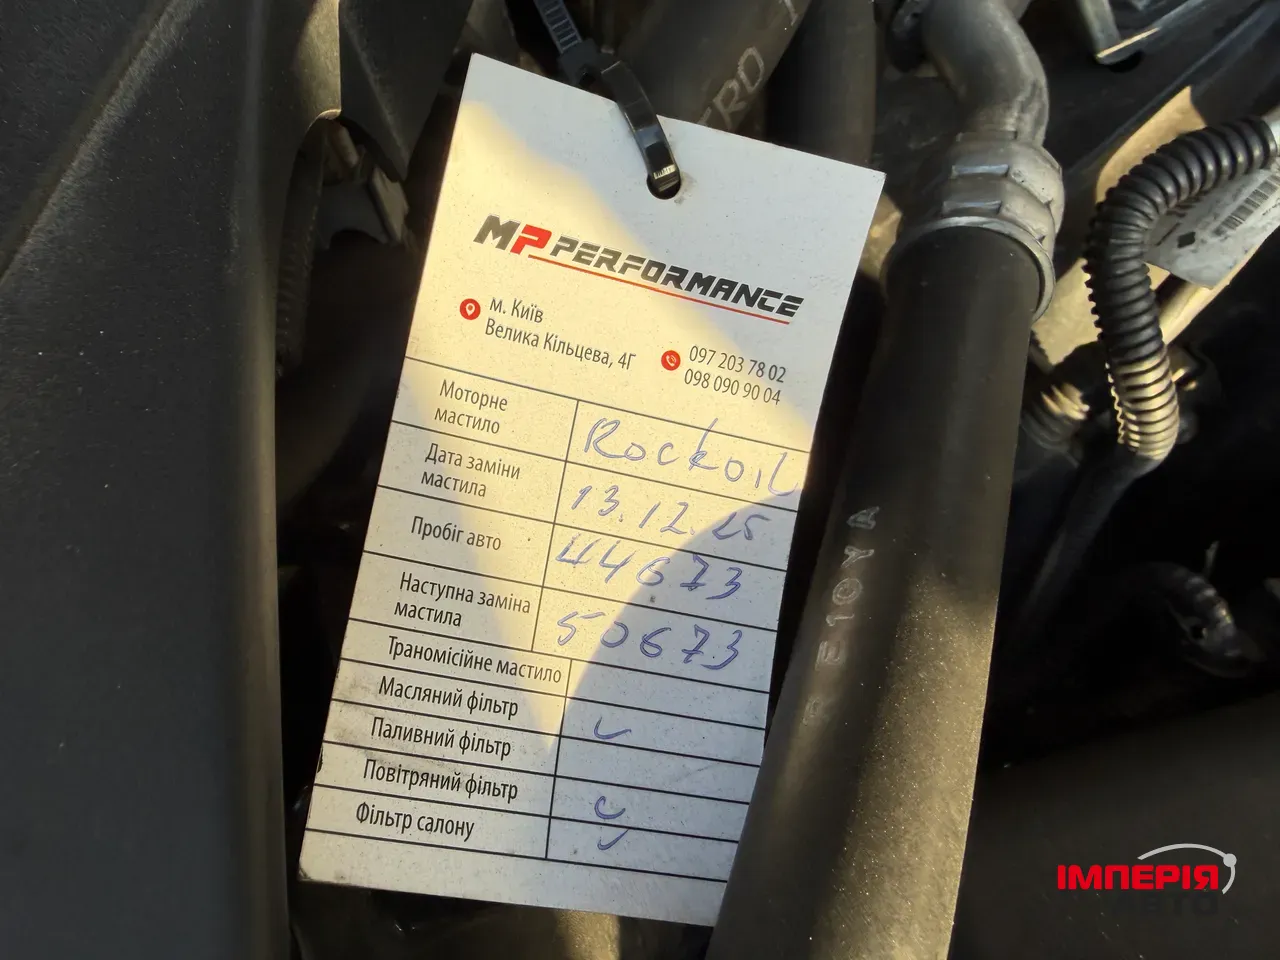 MP PERFORMANCE
м. Київ
Велика Кільцева, 4Г
097 203 78 02
098 090 90 04
Моторне мастило Rockoil
Дата заміни мастила 13.12.25
Пробіг авто 44673
Наступна заміна мастила 50673
Траномісійне мастило
Масляний фільтр
Паливний фільтр
Повітряний фільтр
Фільтр салону
ІМПЕРІЯ
АВТО